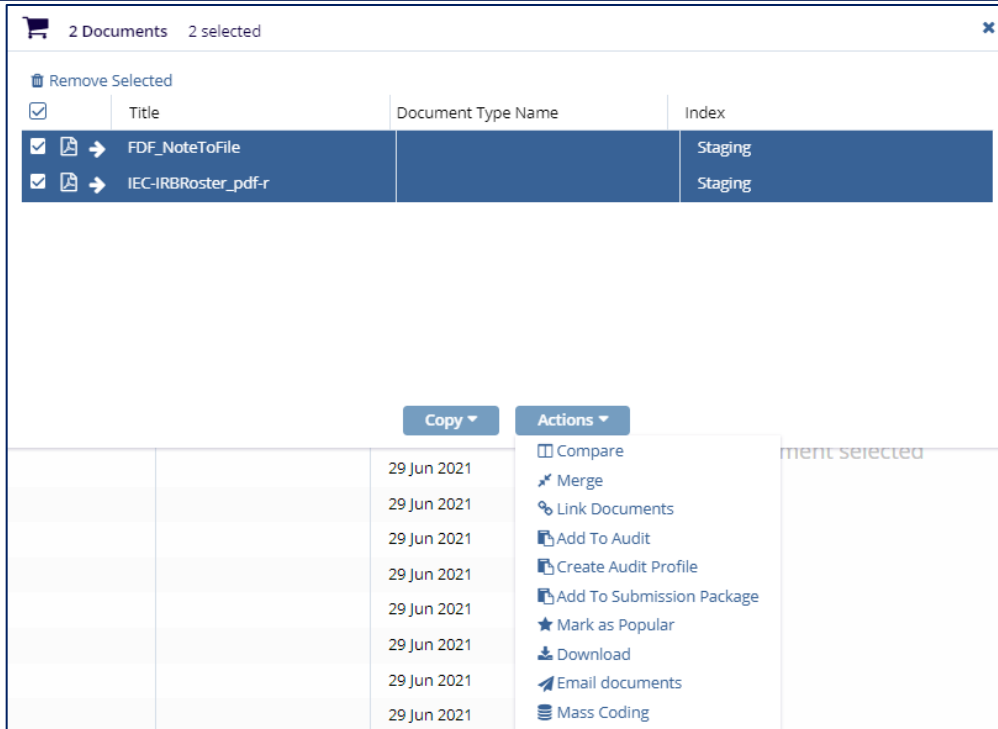 2 Documents 2 selected
Remove Selected
Title Document Type Name Index
FDF_NoteToFile Staging
IEC-IRBRoster_pdf-r Staging
Copy Actions
Compare
ment selected
29 Jun 2021
Merge
29 Jun 2021
Link Documents
29 Jun 2021
Add To Audit
29 Jun 2021
Create Audit Profile
29 Jun 2021
Add To Submission Package
29 Jun 2021
Mark as Popular
29 Jun 2021
Download
29 Jun 2021
Email documents
Mass Coding